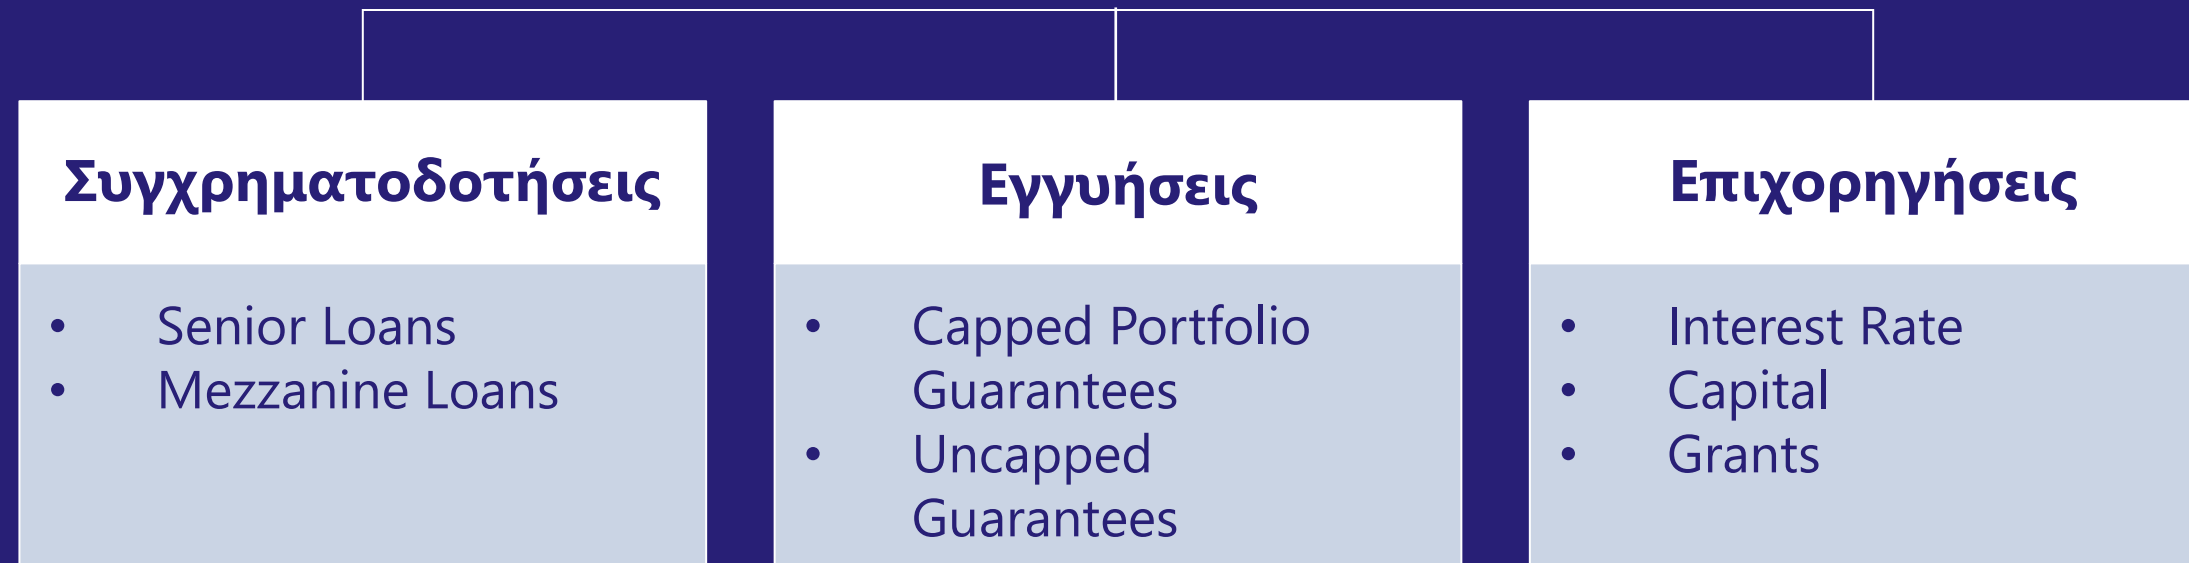 Συγχρηματοδοτήσεις
• Senior Loans
• Mezzanine Loans
Εγγυήσεις
• Capped Portfolio
Guarantees
• Uncapped
Guarantees
Επιχορηγήσεις
• Interest Rate
• Capital
• Grants